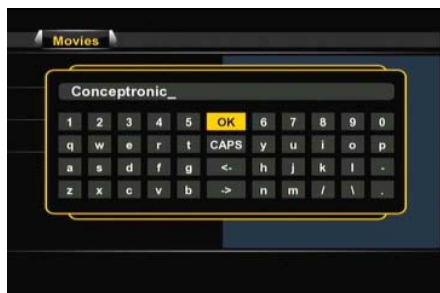 Movies
Conceptronic_
1 2 3 4 5 OK 6 7 8 9 0
q w e r t CAPS y u i o p
a s d f g <- h j k l -
z x c v b -> n m / \ .